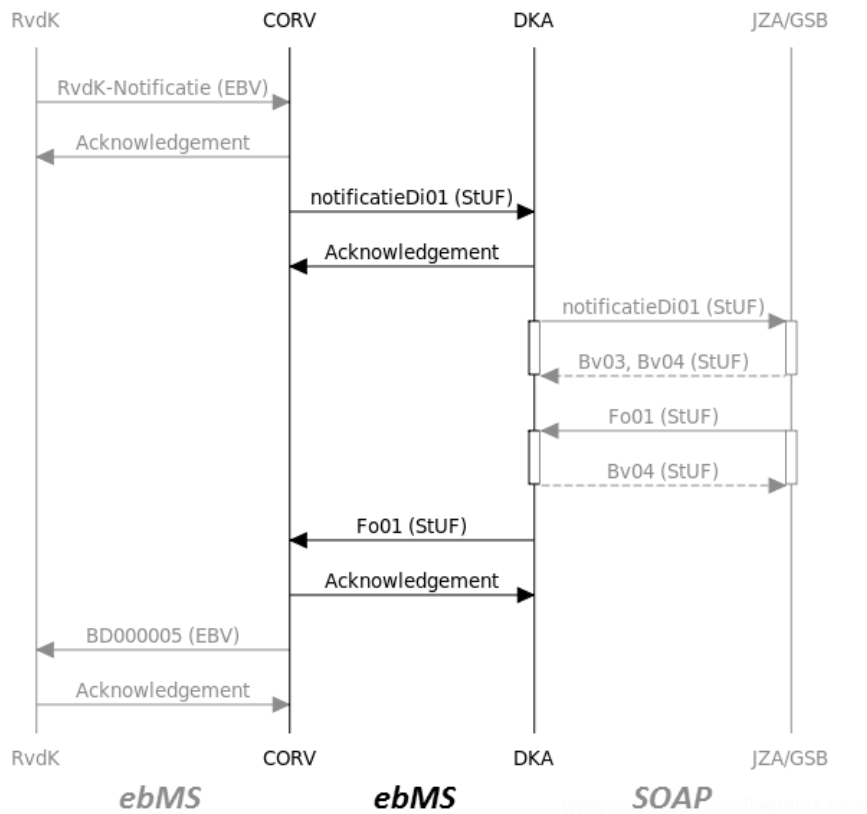 RvdK CORV DKA JZA/GSB
RvdK-Notificatie (EBV)
Acknowledgement
notificatieDi01 (StUF)
Acknowledgement
notificatieDi01 (StUF)
Bv03, Bv04 (StUF)
Fo01 (StUF)
Bv04 (StUF)
Fo01 (StUF)
Acknowledgement
BD000005 (EBV)
Acknowledgement
RvdK CORV DKA JZA/GSB
ebMS ebMS SOAP